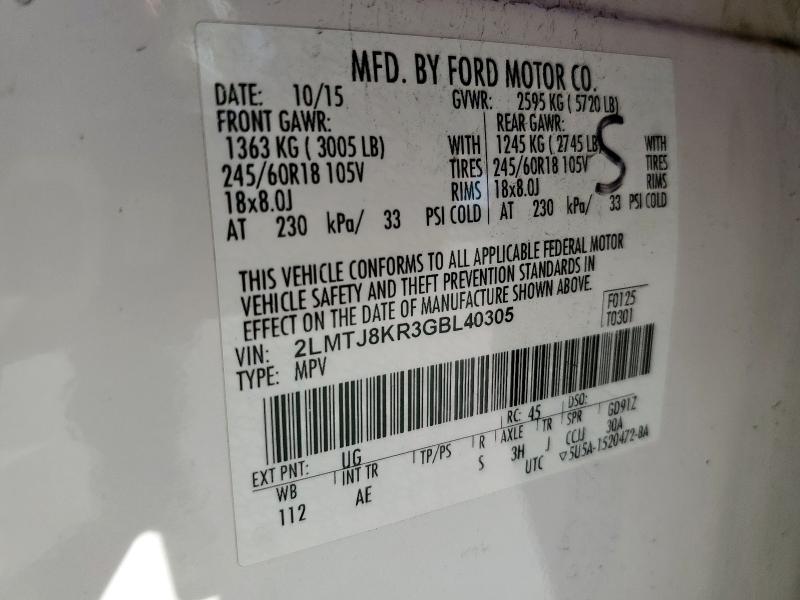 MFD. BY FORD MOTOR CO.
DATE: 10/15 GVWR: 2595 KG ( 5720 LB)
FRONT GAWR: REAR GAWR:
1363 KG ( 3005 LB) WITH 1245 KG ( 2745 LB) WITH
245/60R18 105V TIRES 245/60R18 105V TIRES
18x8.0J RIMS 18x8.0J RIMS
AT 230 kPa/ 33 PSI COLD AT 230 kPa/ 33 PSI COLD
S
THIS VEHICLE CONFORMS TO ALL APPLICABLE FEDERAL MOTOR
VEHICLE SAFETY AND THEFT PREVENTION STANDARDS IN
EFFECT ON THE DATE OF MANUFACTURE SHOWN ABOVE.
F0125
T0301
VIN: 2LMTJ8KR3GBL40305
TYPE: MPV
RC: 45 DSO:
EXT PNT: UG
WB INT TR TP/PS R AXLE TR SPR GD91Z
112 AE S 3H J CCJJ 30A
UTC ▽5U5A-1520472-BA